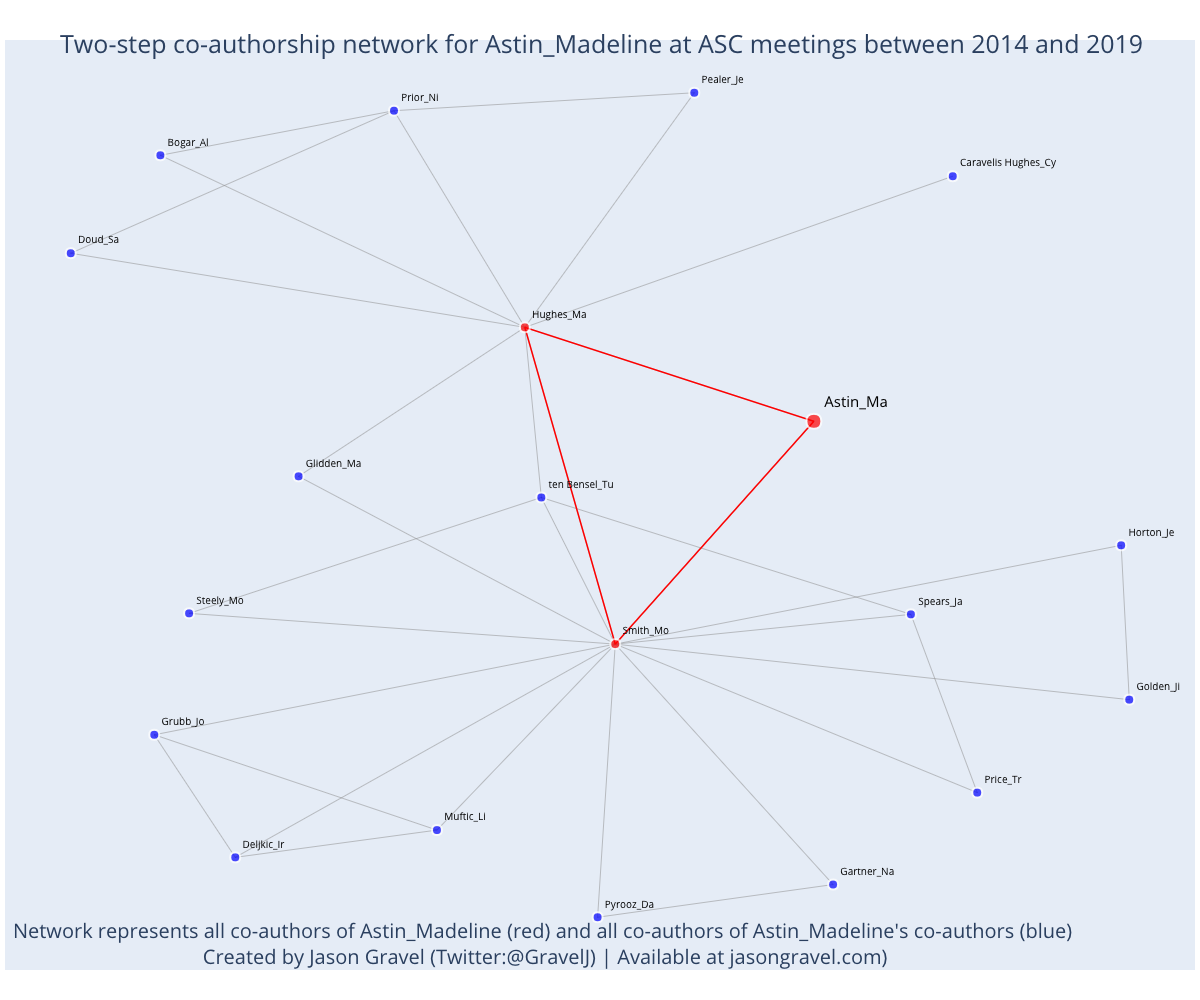 Two-step co-authorship network for Astin_Madeline at ASC meetings between 2014 and 2019
Pealer_Je
Prior_Ni
Bogar_Al
Caravelis Hughes_Cy
Doud_Sa
Hughes_Ma
Astin_Ma
Glidden_Ma
ten Bensel_Tu
Horton_Je
Steely_Mo
Spears_Ja
Smith_Mo
Golden_Ji
Grubb_Jo
Price_Tr
Muftic_Li
Deljkic_Ir
Gartner_Na
Pyrooz_Da
Network represents all co-authors of Astin_Madeline (red) and all co-authors of Astin_Madeline's co-authors (blue)
Created by Jason Gravel (Twitter:@GravelJ) | Available at jasongravel.com)